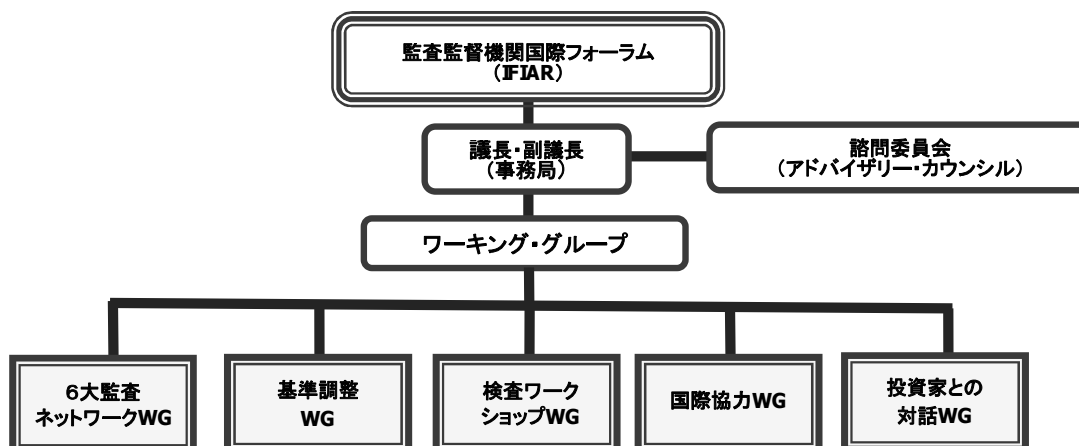 監査監督機関国際フォーラム
（IFIAR）
議長・副議長
（事務局）
諮問委員会
（アドバイザリー・カウンシル）
ワーキング・グループ
６大監査
ネットワークWG
基準調整
WG
検査ワーク
ショップWG
国際協力WG
投資家との
対話WG